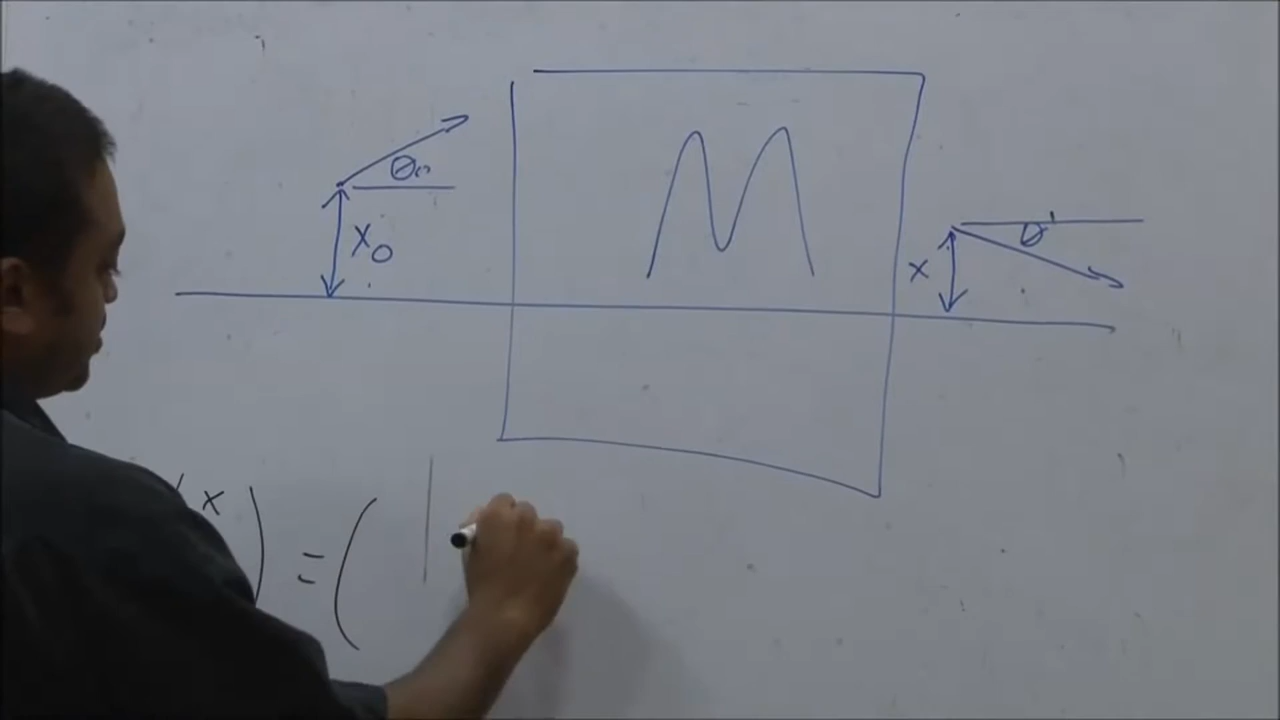 θ₀
M
x₀
θ'
x
(x) = (